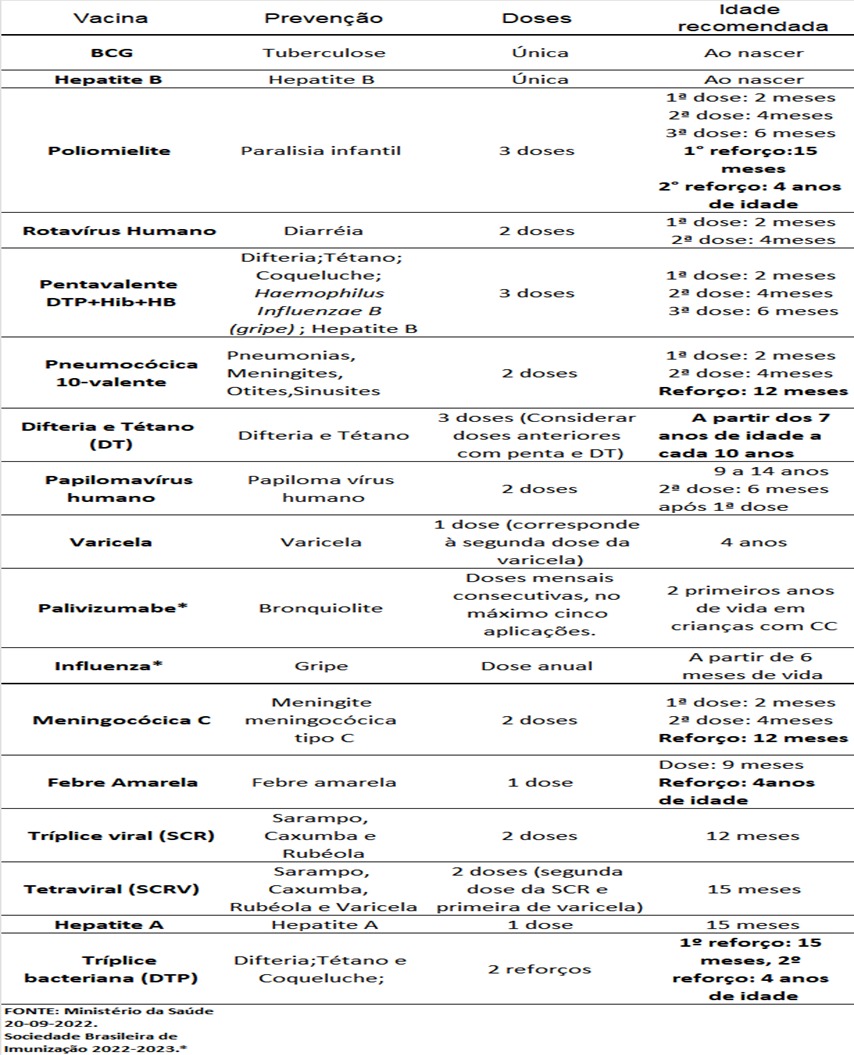 Vacina Prevenção Doses Idade recomendada
BCG Tuberculose Única Ao nascer
Hepatite B Hepatite B Única Ao nascer
Poliomielite Paralisia infantil 3 doses
1ª dose: 2 meses
2ª dose: 4meses
3ª dose: 6 meses
1° reforço:15
meses
2° reforço: 4 anos
de idade
Rotavírus Humano Diarréia 2 doses
1ª dose: 2 meses
2ª dose: 4meses
Pentavalente
DTP+Hib+HB
Difteria;Tétano;
Coqueluche;
Haemophilus
Influenzae B
(gripe) ; Hepatite B
3 doses
1ª dose: 2 meses
2ª dose: 4meses
3ª dose: 6 meses
Pneumocócica
10-valente
Pneumonias,
Meningites,
Otites,Sinusites
2 doses
1ª dose: 2 meses
2ª dose: 4meses
Reforço: 12 meses
Difteria e Tétano
(DT)
Difteria e Tétano
3 doses (Considerar
doses anteriores
com penta e DT)
A partir dos 7
anos de idade a
cada 10 anos
Papilomavírus
humano
Papiloma vírus
humano
2 doses
9 a 14 anos
2ª dose: 6 meses
após 1ª dose
Varicela
Varicela
1 dose (corresponde
à segunda dose da
varicela)
4 anos
Palivizumabe*
Bronquiolite
Doses mensais
consecutivas, no
máximo cinco
aplicações.
2 primeiros anos
de vida em
crianças com CC
Influenza*
Gripe
Dose anual
A partir de 6
meses de vida
Meningocócica C
Meningite
meningocócica
tipo C
2 doses
1ª dose: 2 meses
2ª dose: 4meses
Reforço: 12 meses
Febre Amarela
Febre amarela
1 dose
Dose: 9 meses
Reforço: 4anos
de idade
Tríplice viral (SCR)
Sarampo,
Caxumba e
Rubéola
2 doses
12 meses
Tetraviral (SCRV)
Sarampo,
Caxumba,
Rubéola e Varicela
2 doses (segunda
dose da SCR e
primeira de varicela)
15 meses
Hepatite A Hepatite A 1 dose 15 meses
Tríplice
bacteriana (DTP)
Difteria;Tétano e
Coqueluche;
2 reforços
1º reforço: 15
meses, 2º
reforço: 4 anos
de idade
FONTE: Ministério da Saúde
20-09-2022.
Sociedade Brasileira de
Imunização 2022-2023.*